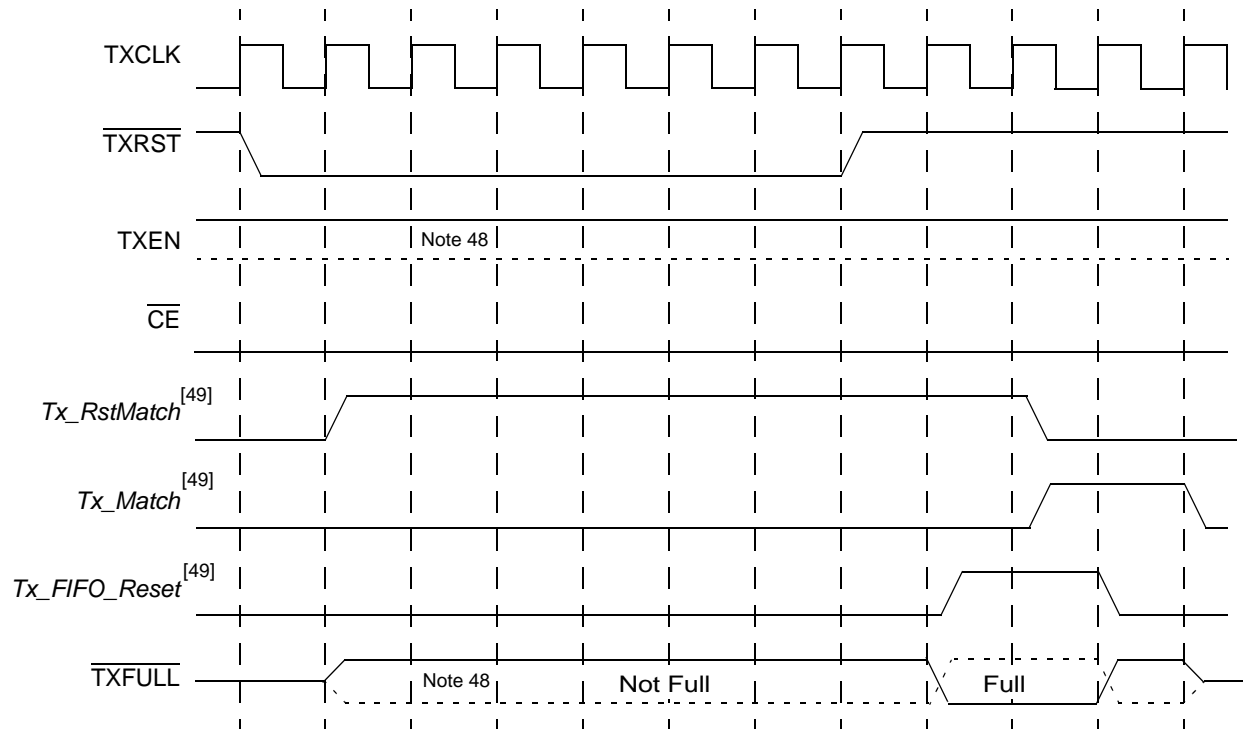 TXCLK
TXRST
TXEN
Note 48
CE
Tx_RstMatch[49]
Tx_Match[49]
Tx_FIFO_Reset[49]
TXFULL
Note 48
Not Full
Full